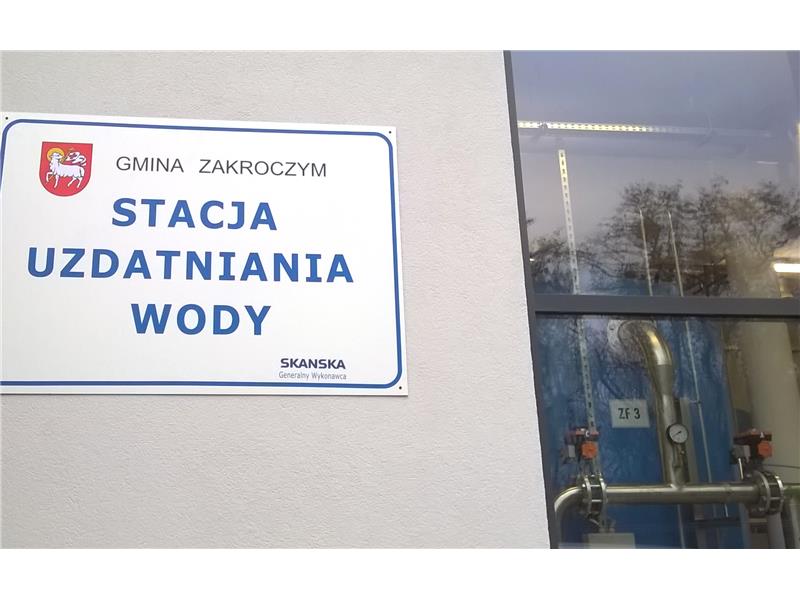 GMINA ZAKROCZYM
STACJA
UZDATNIANIA
WODY
SKANSKA
Generalny Wykonawca
ZF 3